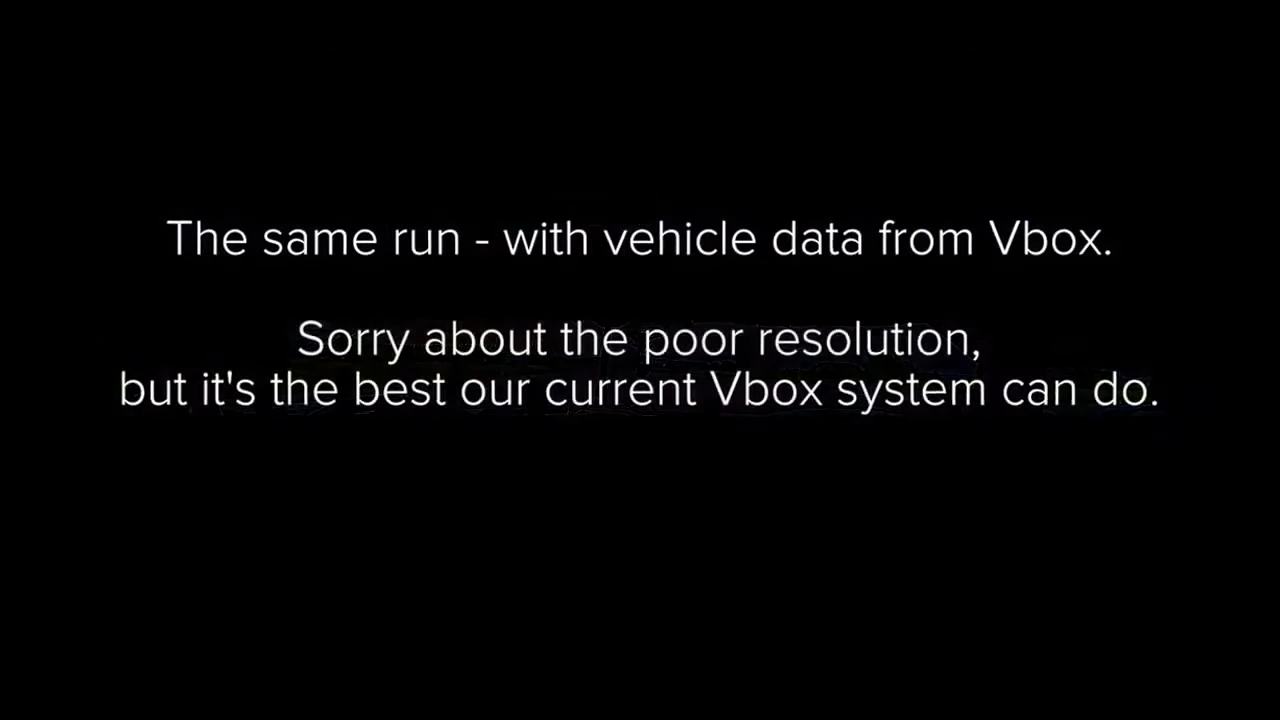 The same run - with vehicle data from Vbox.
Sorry about the poor resolution,
but it's the best our current Vbox system can do.